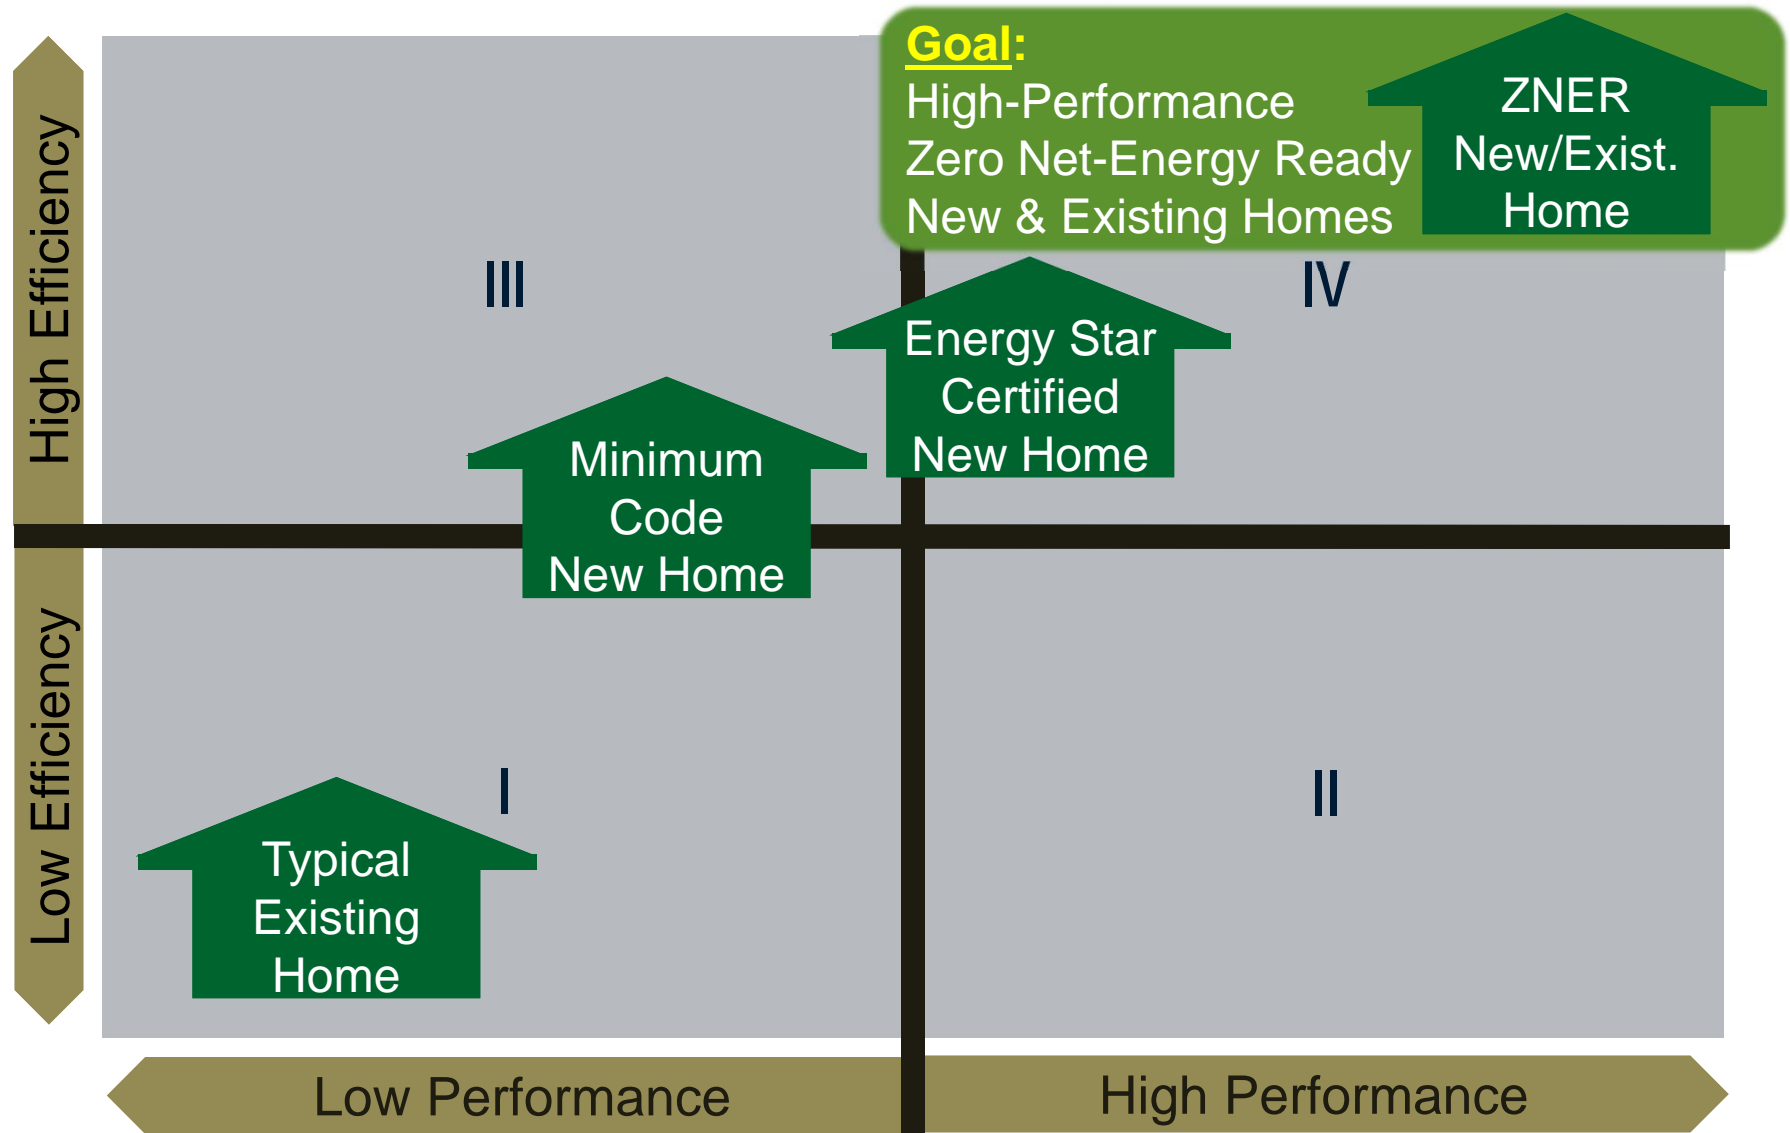 Goal:
High-Performance
Zero Net-Energy Ready
New & Existing Homes
ZNER
New/Exist.
Home
High Efficiency
III
IV
Energy Star
Certified
New Home
Minimum
Code
New Home
Low Efficiency
I
II
Typical
Existing
Home
Low Performance
High Performance